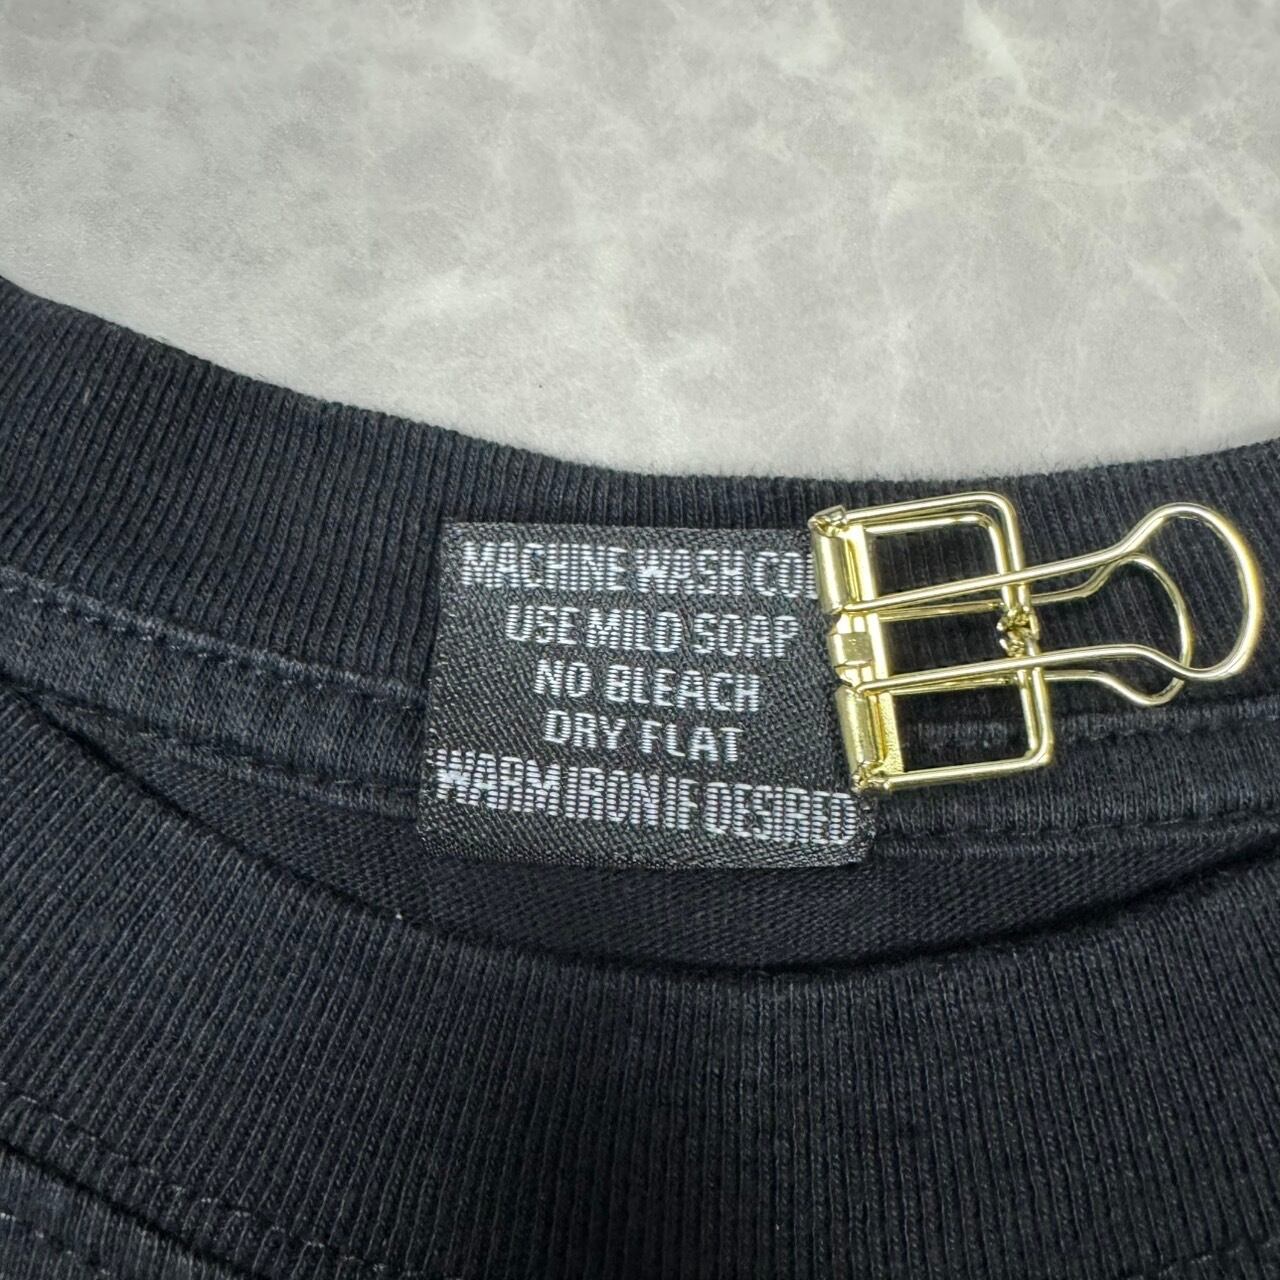 MACHINE WASH CO
USE MILD SOAP
NO BLEACH
DRY FLAT
WARM IRON IF DESIRED